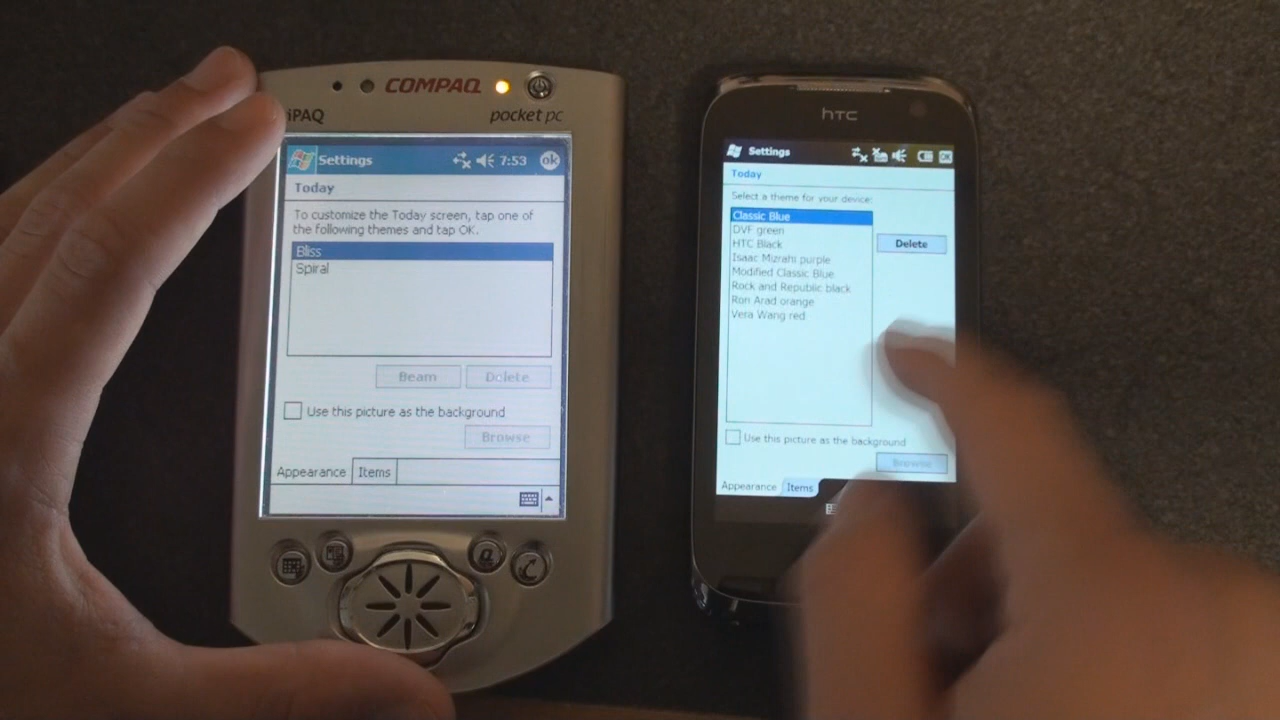 COMPAQ
iPAQ
pocket pc
Settings
7:53
ok
Today
To customize the Today screen, tap one of
the following themes and tap OK.
Bliss
Spiral
Beam
Delete
Use this picture as the background
Browse
Appearance
Items
hTC
Settings
OK
Today
Select a theme for your device:
Classic Blue
DVF green
HTC Black
Isaac Mizrahi purple
Modified Classic Blue
Rock and Republic black
Ron Arad orange
Vera Wang red
Delete
Use this picture as the background
Browse
Appearance
Items